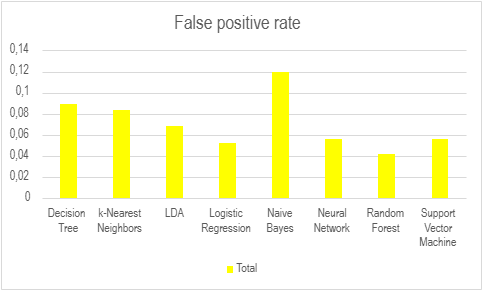 False positive rate
0,14
0,12
0,1
0,08
0,06
0,04
0,02
0
Decision
Tree
k-Nearest
Neighbors
LDA
Logistic
Regression
Naive
Bayes
Neural
Network
Random
Forest
Support
Vector
Machine
Total